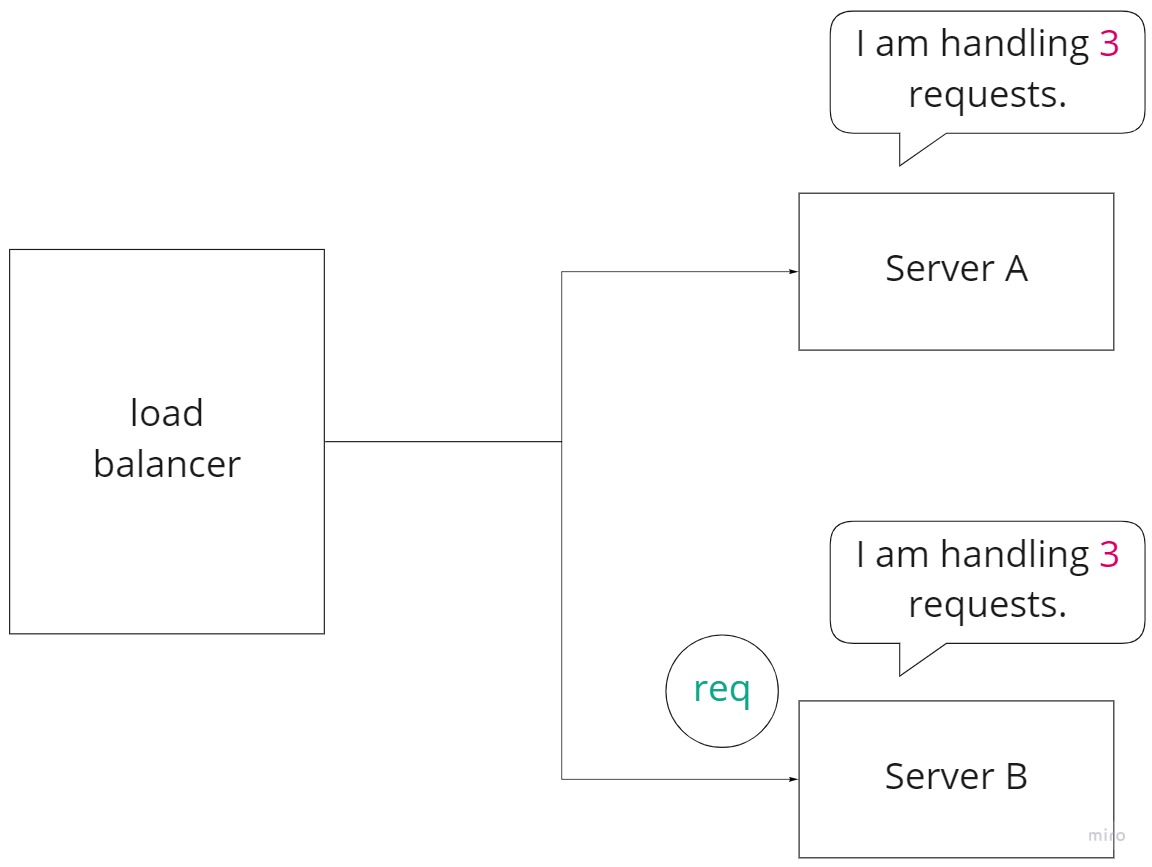 I am handling 3
requests.
Server A
load
balancer
I am handling 3
requests.
req
Server B
miro